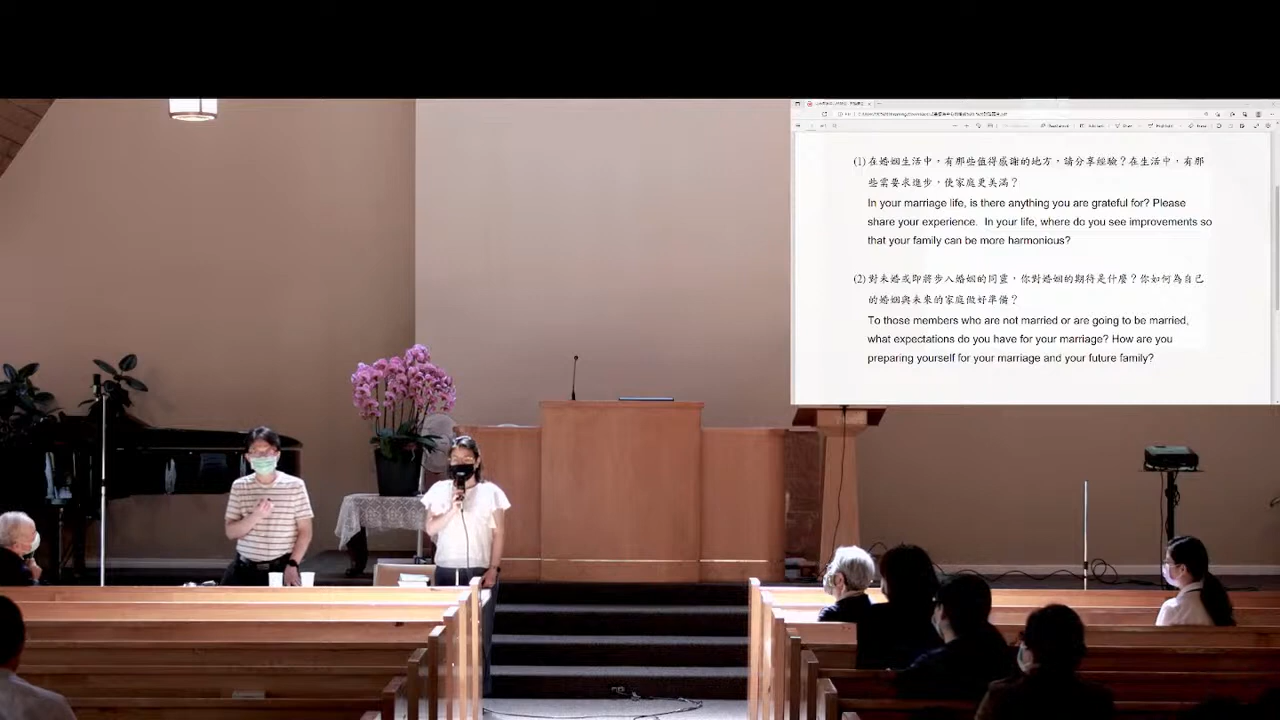 (1) 在婚姻生活中，有那些值得感謝的地方，請分享經驗？在生活中，有那
些需要求進步，使家庭更美滿？
In your marriage life, is there anything you are grateful for? Please
share your experience.  In your life, where do you see improvements so
that your family can be more harmonious?
(2) 對未婚或即將步入婚姻的同靈，你對婚姻的期待是什麼？你如何為自己
的婚姻與未來的家庭做好準備？
To those members who are not married or are going to be married,
what expectations do you have for your marriage? How are you
preparing yourself for your marriage and your future family?